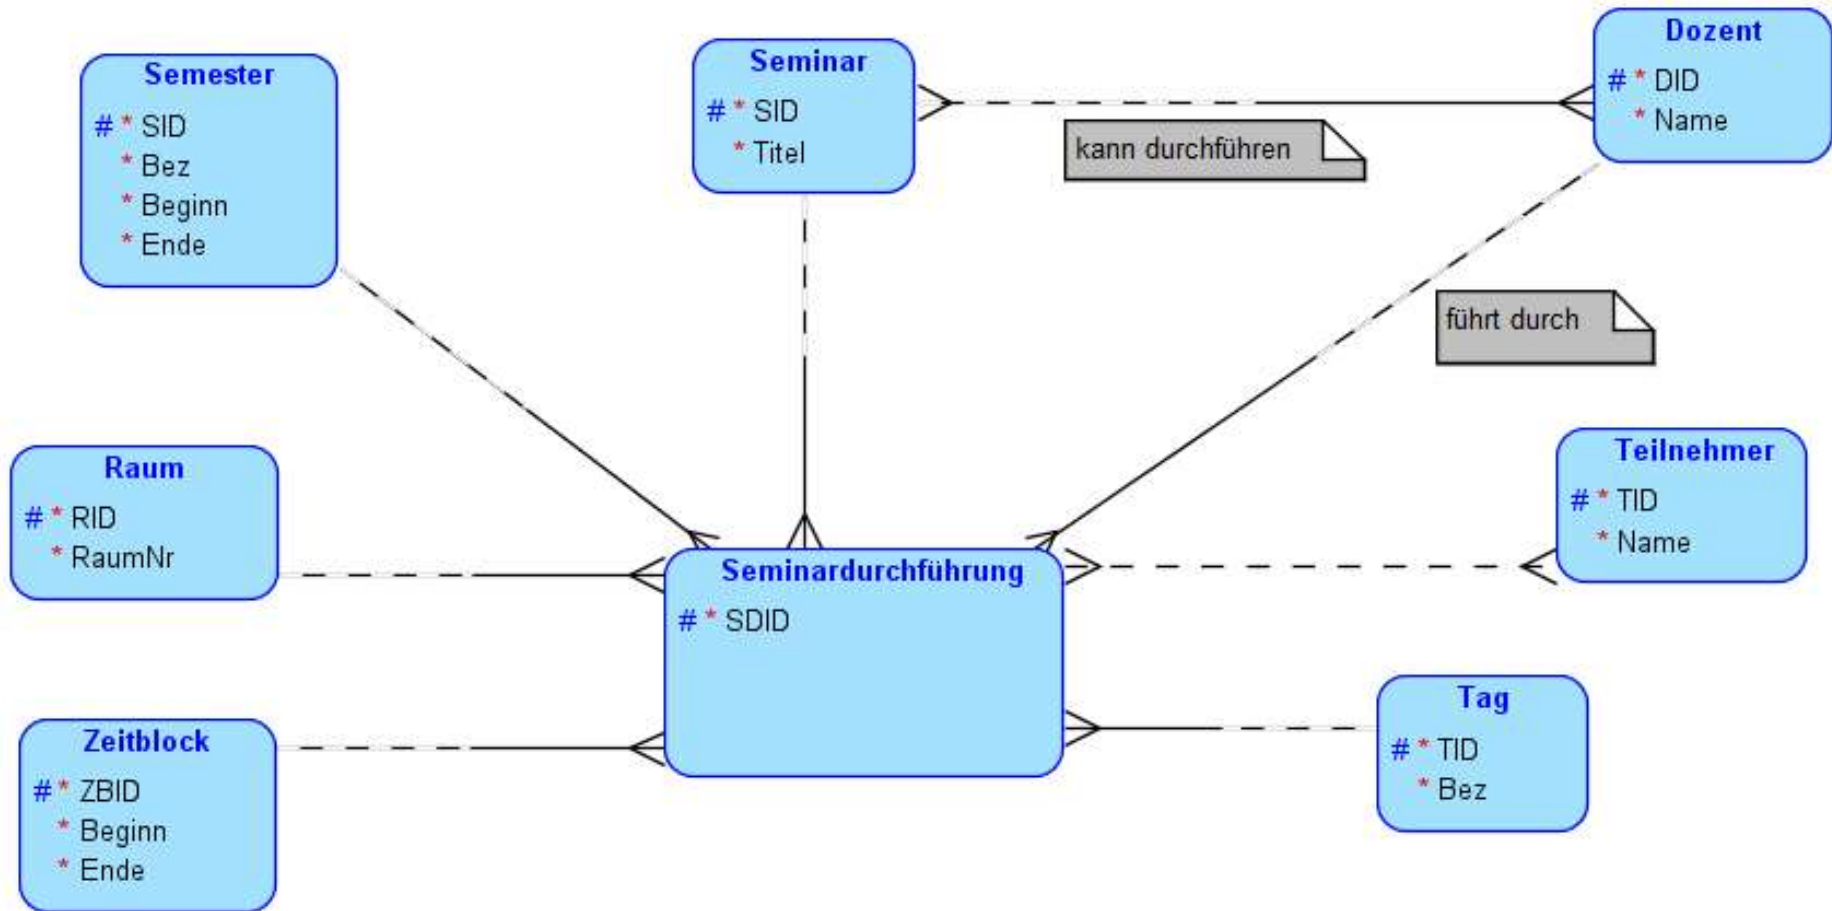 Semester
# * SID
* Bez
* Beginn
* Ende
Seminar
# * SID
* Titel
kann durchführen
Dozent
# * DID
* Name
führt durch
Raum
# * RID
* RaumNr
Seminardurchführung
# * SDID
Teilnehmer
# * TID
* Name
Zeitblock
# * ZBID
* Beginn
* Ende
Tag
# * TID
* Bez